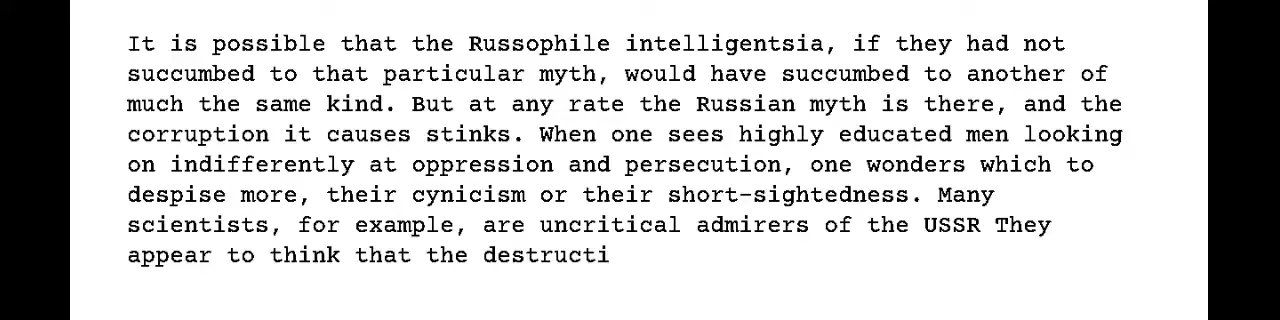 It is possible that the Russophile intelligentsia, if they had not
succumbed to that particular myth, would have succumbed to another of
much the same kind. But at any rate the Russian myth is there, and the
corruption it causes stinks. When one sees highly educated men looking
on indifferently at oppression and persecution, one wonders which to
despise more, their cynicism or their short-sightedness. Many
scientists, for example, are uncritical admirers of the USSR They
appear to think that the destructi